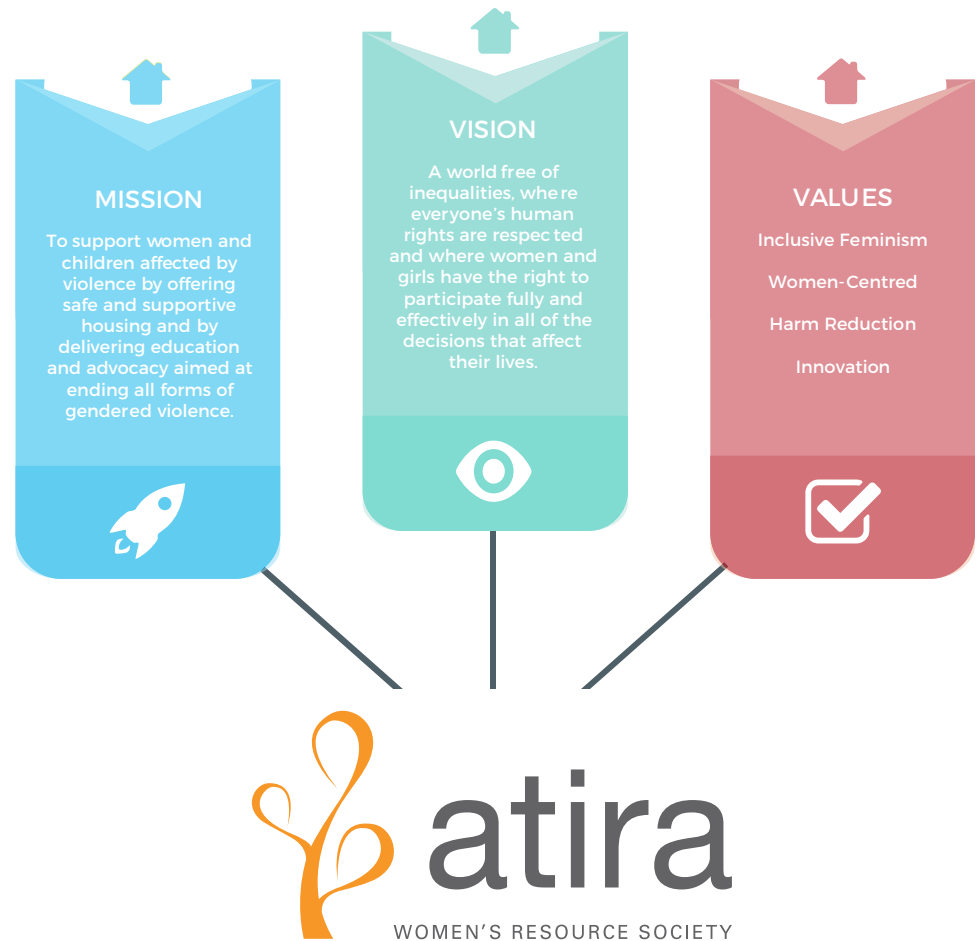 MISSION
To support women and
children affected by
violence by offering
safe and supportive
housing and by
delivering education
and advocacy aimed at
ending all forms of
gendered violence.
VISION
A world free of
inequalities, where
everyone's human
rights are respected
and where women and
girls have the right to
participate fully and
effectively in all of the
decisions that affect
their lives.
VALUES
Inclusive Feminism
Women-Centred
Harm Reduction
Innovation
atira
WOMEN'S RESOURCE SOCIETY